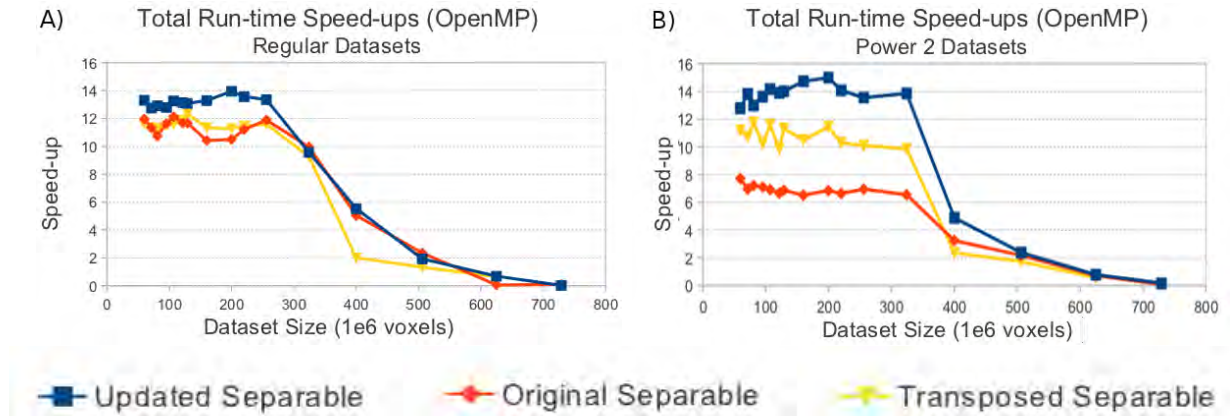 A)
Total Run-time Speed-ups (OpenMP)
Regular Datasets
16
14
12
10
8
6
4
2
0
Speed-up
0 100 200 300 400 500 600 700 800
Dataset Size (1e6 voxels)
B)
Total Run-time Speed-ups (OpenMP)
Power 2 Datasets
16
14
12
10
8
6
4
2
0
Speed-up
0 100 200 300 400 500 600 700 800
Dataset Size (1e6 voxels)
Updated Separable Original Separable Transposed Separable